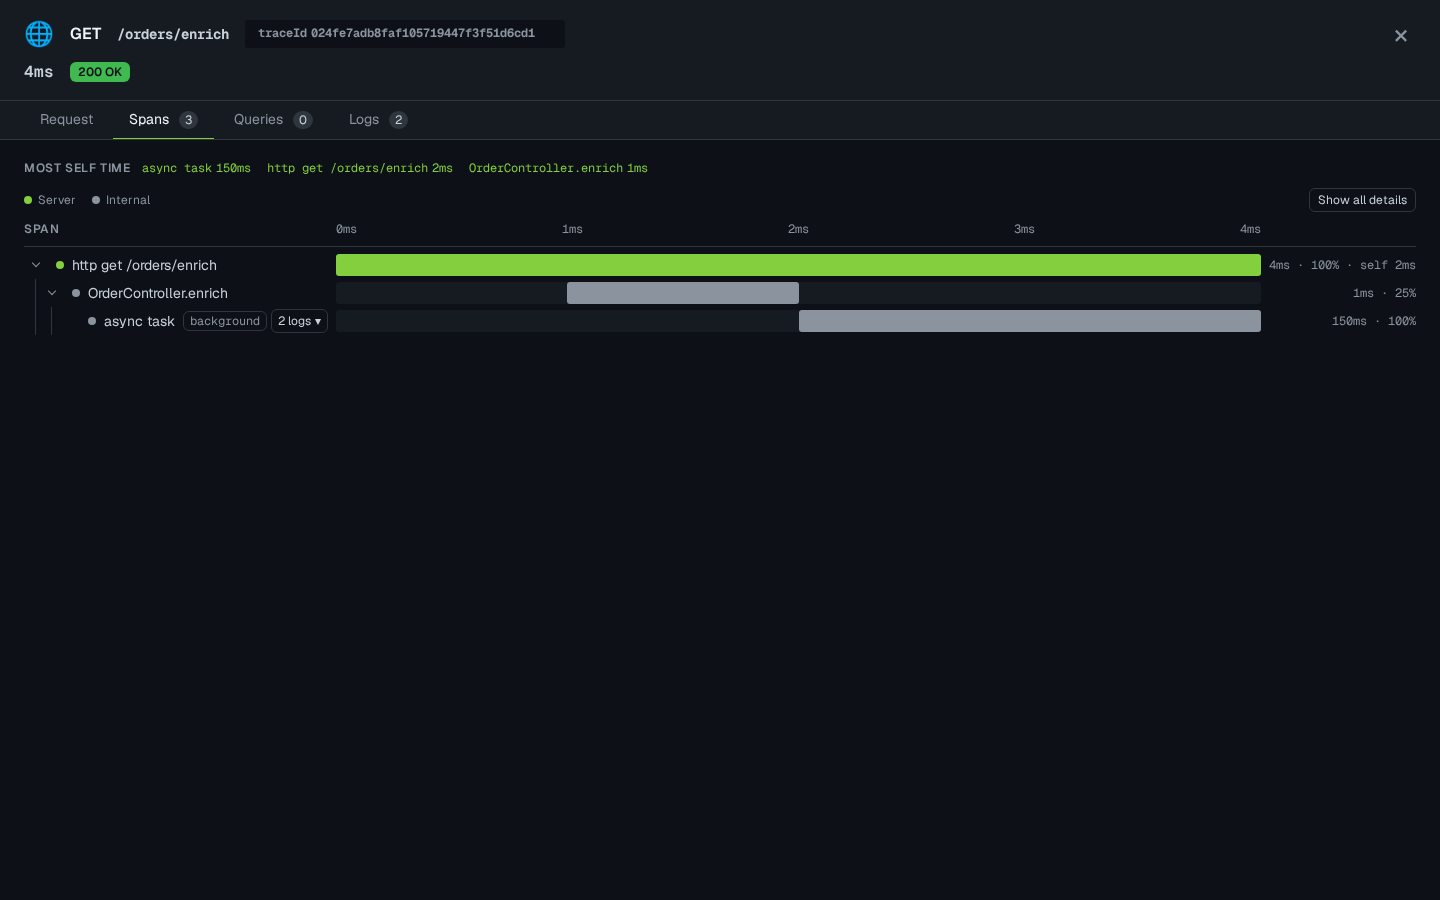 GET /orders/enrich traceId 024fe7adb8faf105719447f3f51d6cd1 ×
4ms 200 OK
Request Spans 3 Queries 0 Logs 2
MOST SELF TIME async task 150ms http get /orders/enrich 2ms OrderController.enrich 1ms
Server Internal Show all details
SPAN 0ms 1ms 2ms 3ms 4ms
http get /orders/enrich 4ms · 100% · self 2ms
OrderController.enrich 1ms · 25%
async task background 2 logs ▾ 150ms · 100%